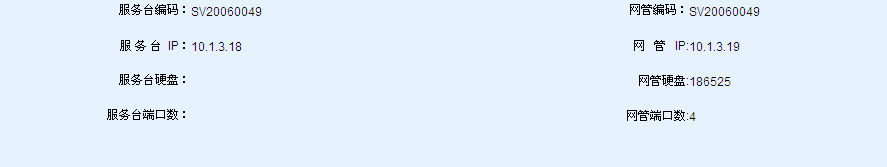 服务台编码：SV20060049 网管编码：SV20060049
服 务 台 IP：10.1.3.18 网 管 IP:10.1.3.19
服务台硬盘： 网管硬盘:186525
服务台端口数： 网管端口数:4